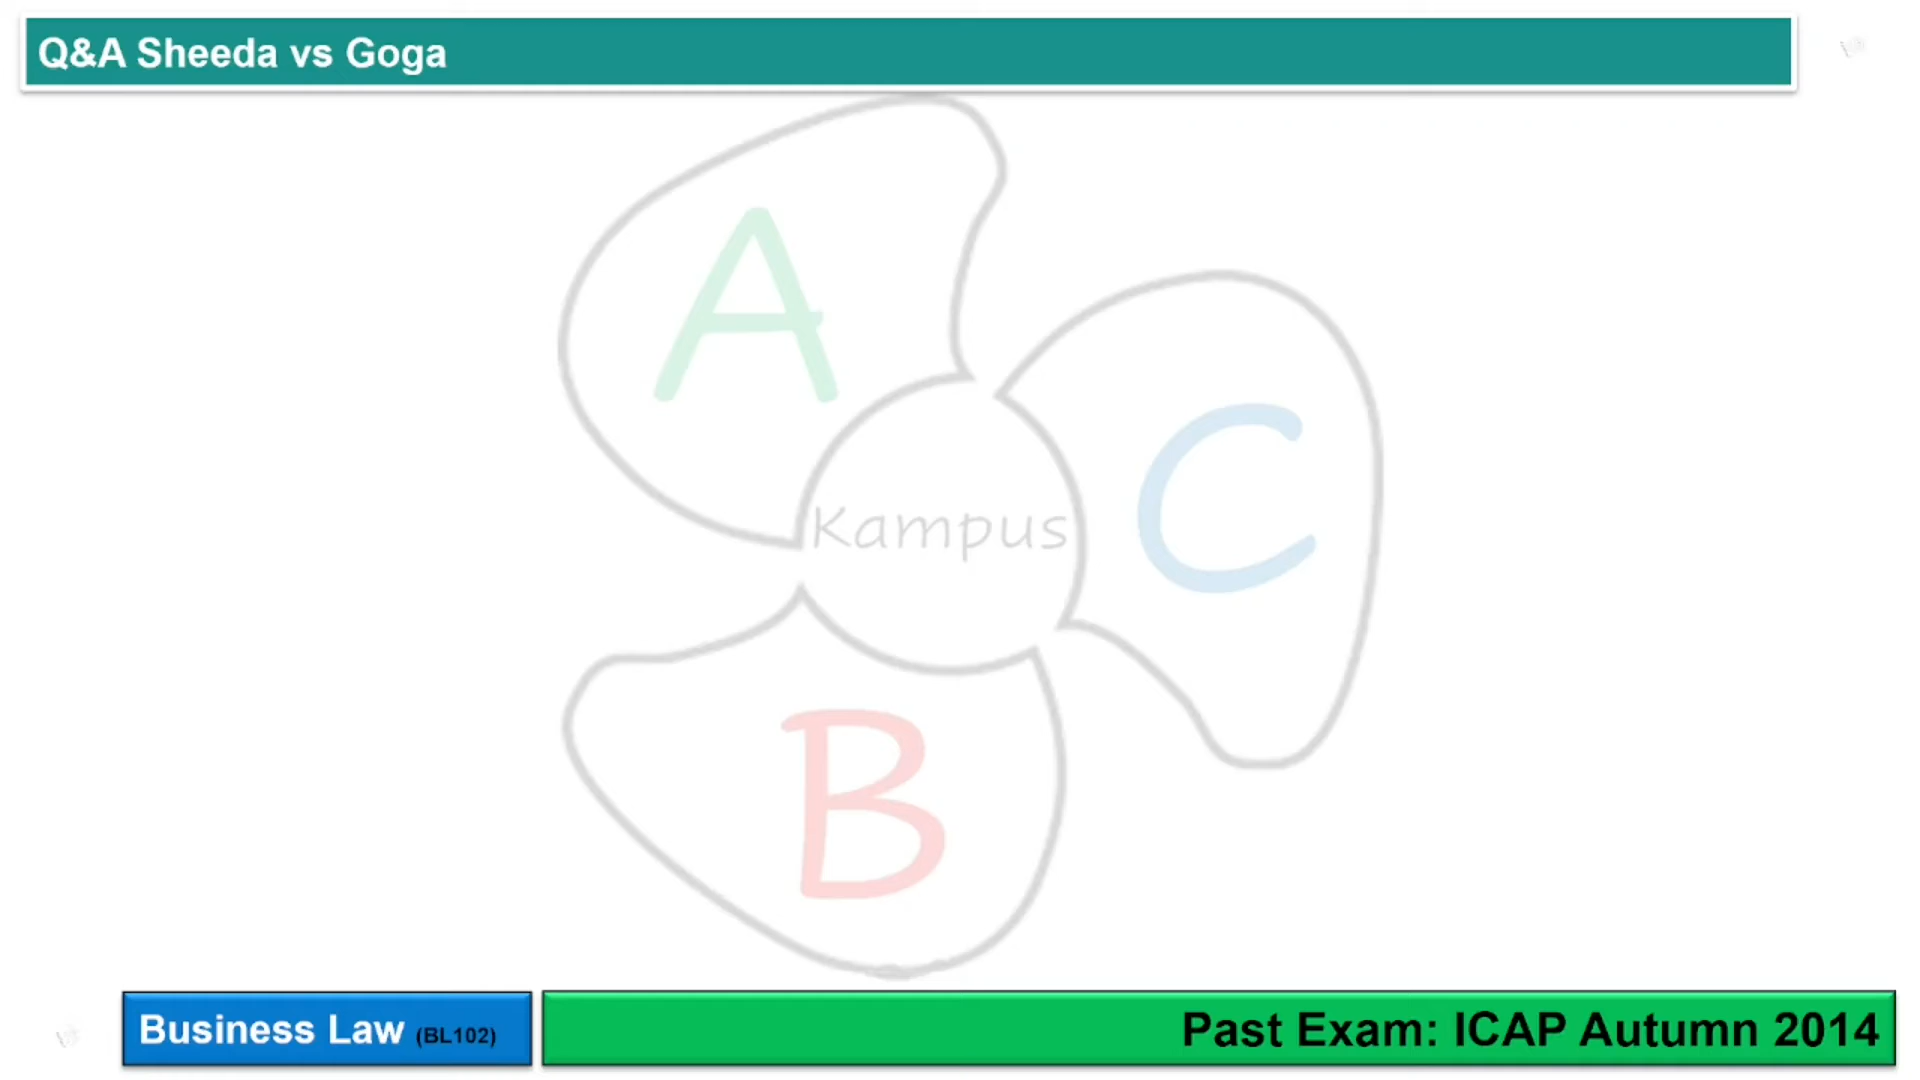 Q&A Sheeda vs Goga
A
C
Kampus
B
Business Law (BL102)
Past Exam: ICAP Autumn 2014